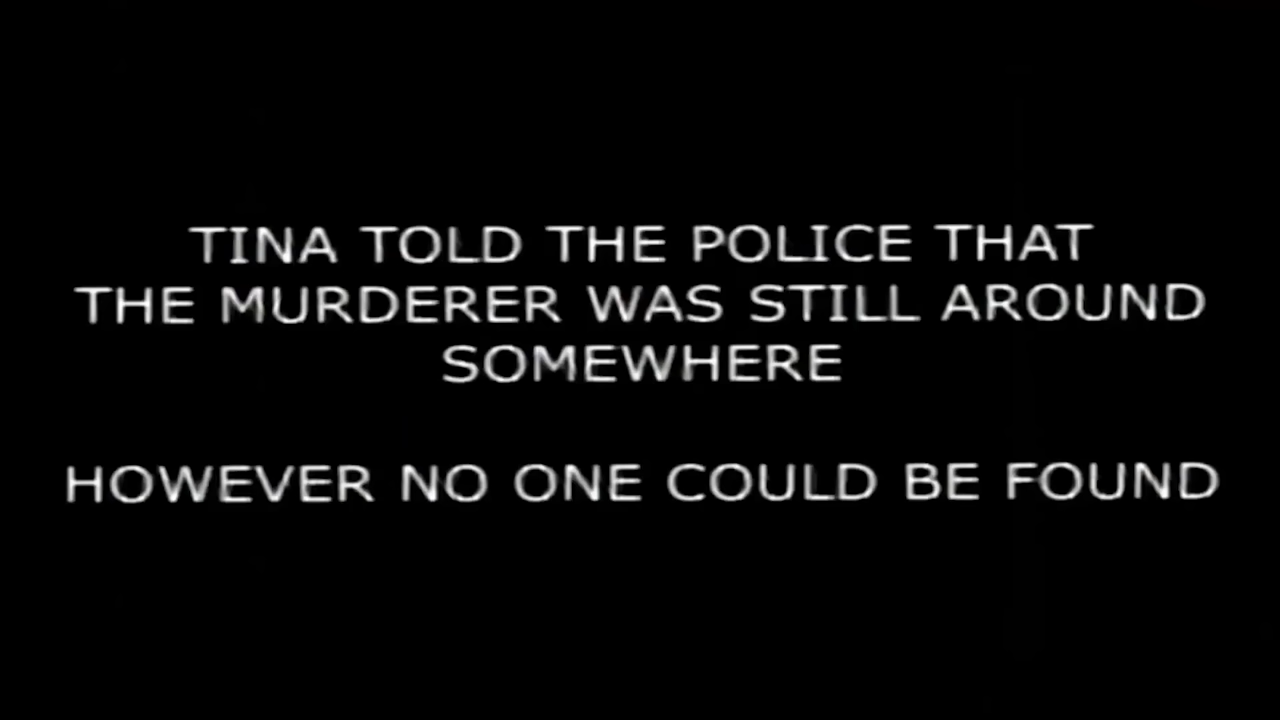 TINA TOLD THE POLICE THAT
THE MURDERER WAS STILL AROUND
SOMEWHERE
HOWEVER NO ONE COULD BE FOUND